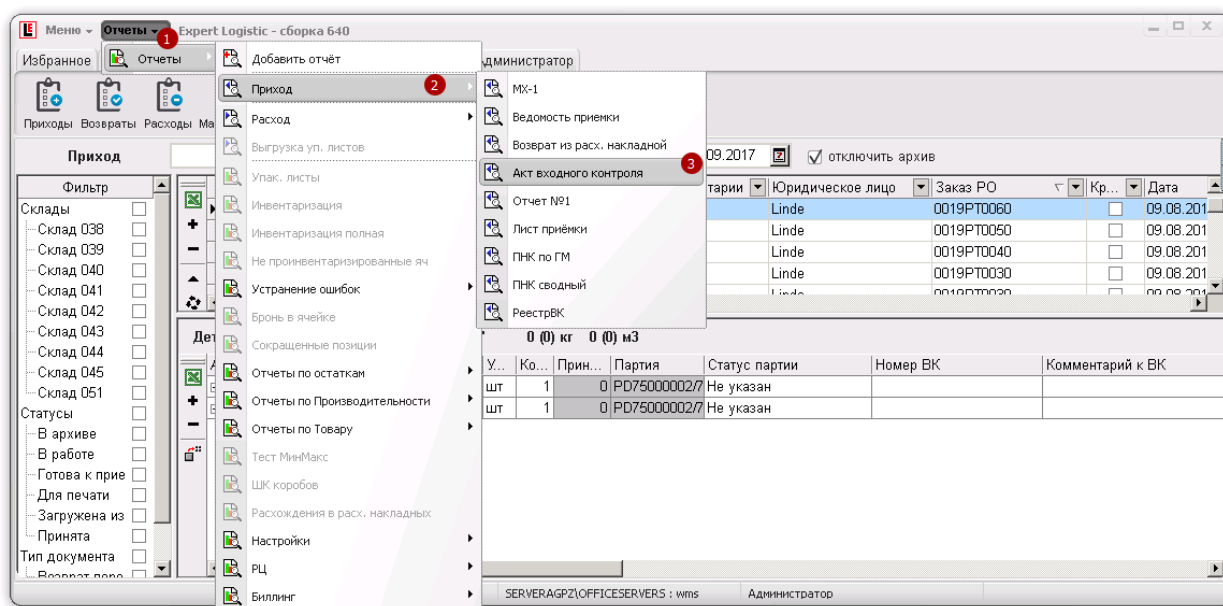 LE Меню Отчеты Expert Logistic - сборка 640
1
Избранное Отчеты Администратор
Добавить отчёт
Приход 2
Расход
Выгрузка уп. листов
Упак. листы
Инвентаризация
Инвентаризация полная
Не проинвентаризированные яч
Устранение ошибок
Бронь в ячейке
Сокращенные позиции
Отчеты по остаткам
Отчеты по Производительности
Отчеты по Товару
Тест МинМакс
ШК коробов
Расхождения в расх. накладных
Настройки
РЦ
Биллинг
МХ-1
Ведомость приемки
Возврат из расх. накладной
Акт входного контроля 3
Отчет №1
Лист приёмки
ПНК по ГМ
ПНК сводный
РеестрВК
Приходы Возвраты Расходы Ма
Приход 09.2017 отключить архив
Фильтр
Склады
Склад 038
Склад 039
Склад 040
Склад 041
Склад 042
Склад 043
Склад 044
Склад 045
Склад 051
Статусы
В архиве
В работе
Готова к прие
Для печати
Загружена из
Принята
Тип документа
тарии Юридическое лицо Заказ PO Кр... Дата
Linde 0019PT0060 09.08.201
Linde 0019PT0050 09.08.201
Linde 0019PT0040 09.08.201
Linde 0019PT0030 09.08.201
Дет 0 (0) кг 0 (0) м3
У... Ко... Прин... Партия Статус партии Номер ВК Комментарий к ВК
шт 1 0 PD75000002/7 Не указан
шт 1 0 PD75000002/7 Не указан
SERVERAGPZ\OFFICESERVERS : wms Администратор